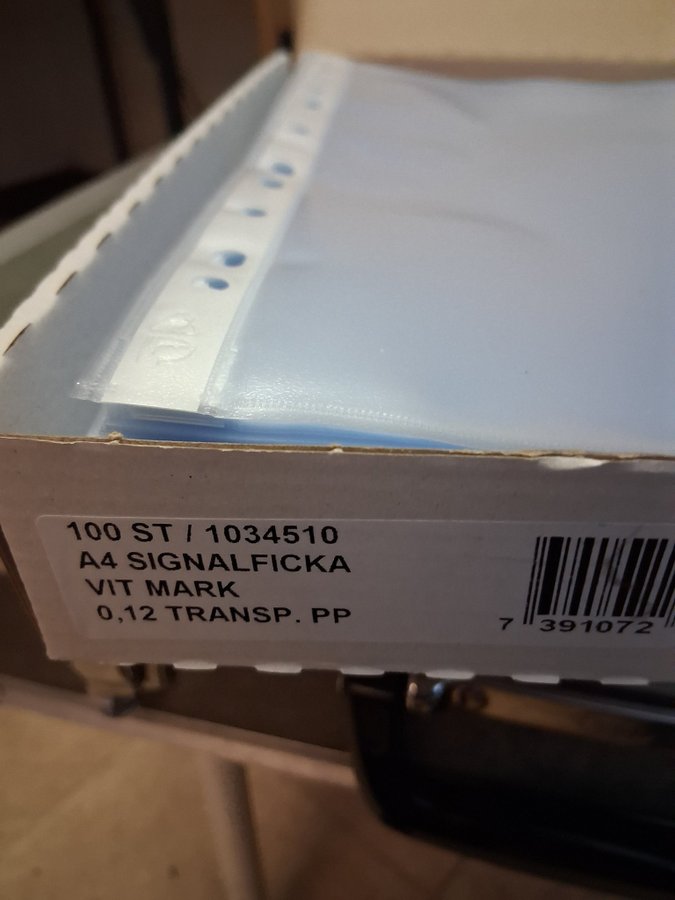 100 ST / 1034510
A4 SIGNALFICKA
VIT MARK
0,12 TRANSP. PP
7 391072